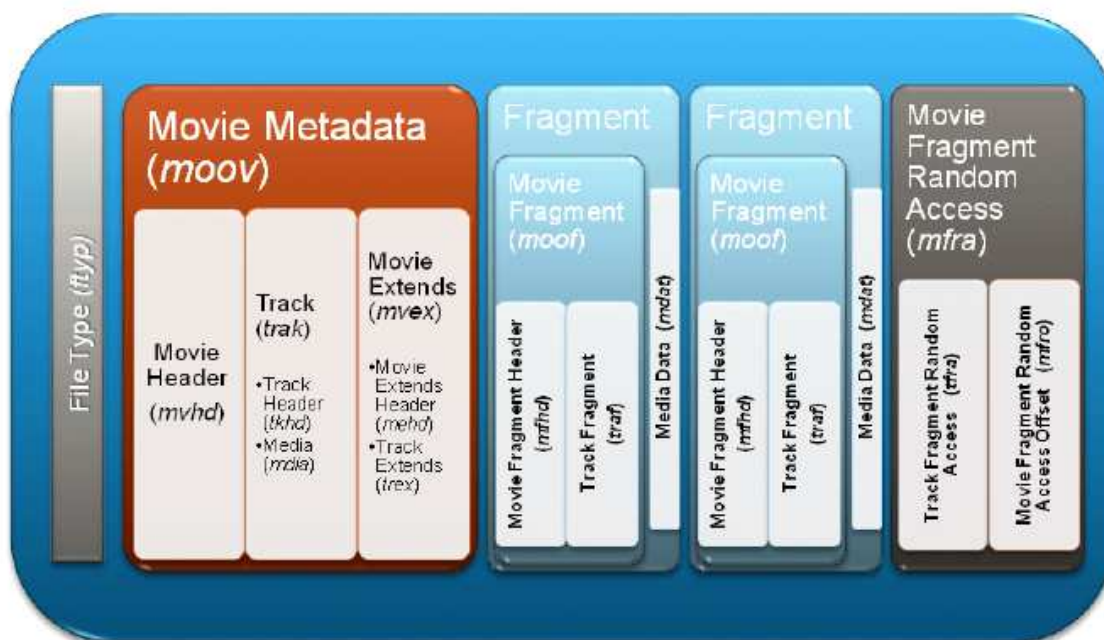 File Type (ftyp)
Movie Metadata
(moov)
Movie
Header
(mvhd)
Track
(trak)
•Track
Header
(tkhd)
•Media
(mdia)
Movie
Extends
(mvex)
•Movie
Extends
Header
(mehd)
•Track
Extends
(trex)
Fragment
Movie
Fragment
(moof)
Movie Fragment Header
(mfhd)
Track Fragment
(traf)
Media Data (mdat)
Fragment
Movie
Fragment
(moof)
Movie Fragment Header
(mfhd)
Track Fragment
(traf)
Media Data (mdat)
Movie
Fragment
Random
Access
(mfra)
Track Fragment Random
Access (tfra)
Movie Fragment Random
Access Offset (mfro)